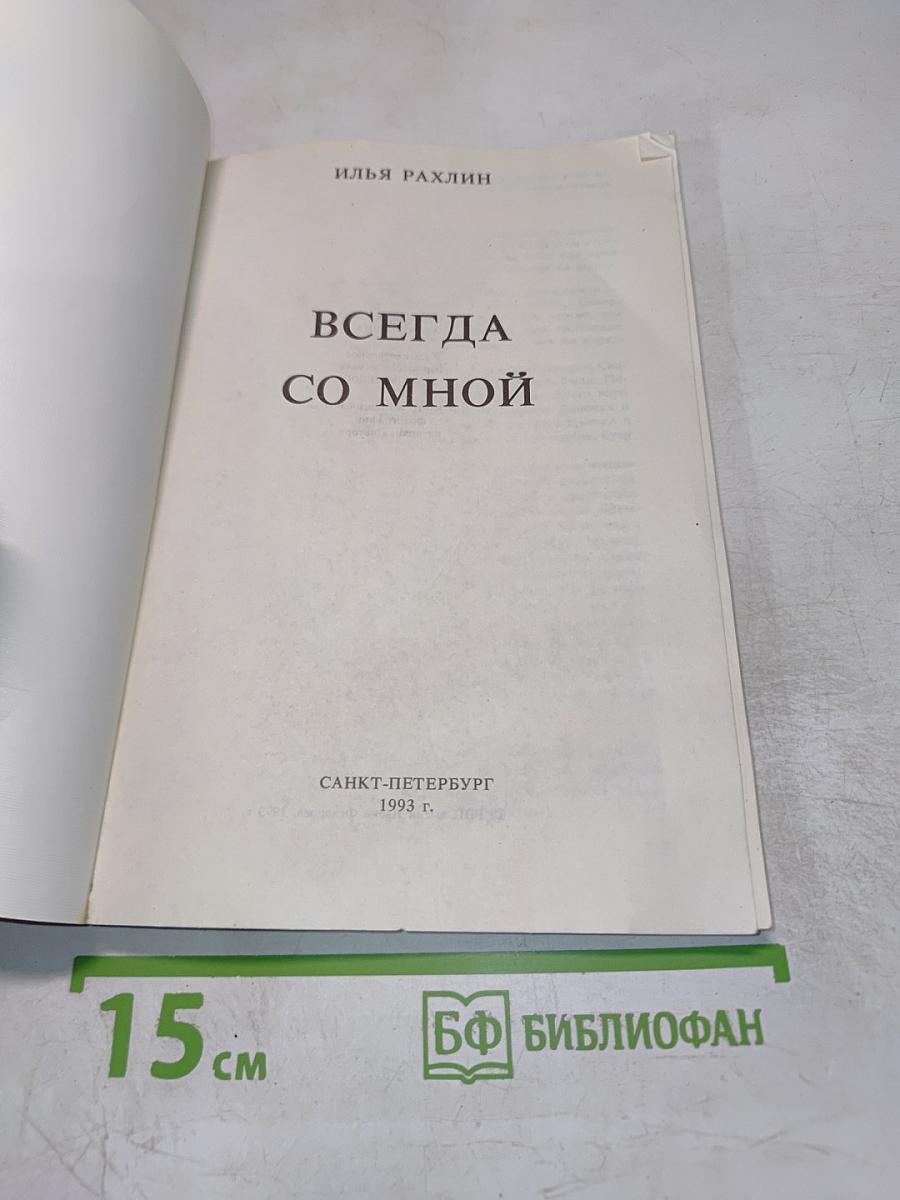 ИЛЬЯ РАХЛИН
ВСЕГДА
СО МНОЙ
САНКТ-ПЕТЕРБУРГ
1993 г.
15 см
БФ БИБЛИОФАН